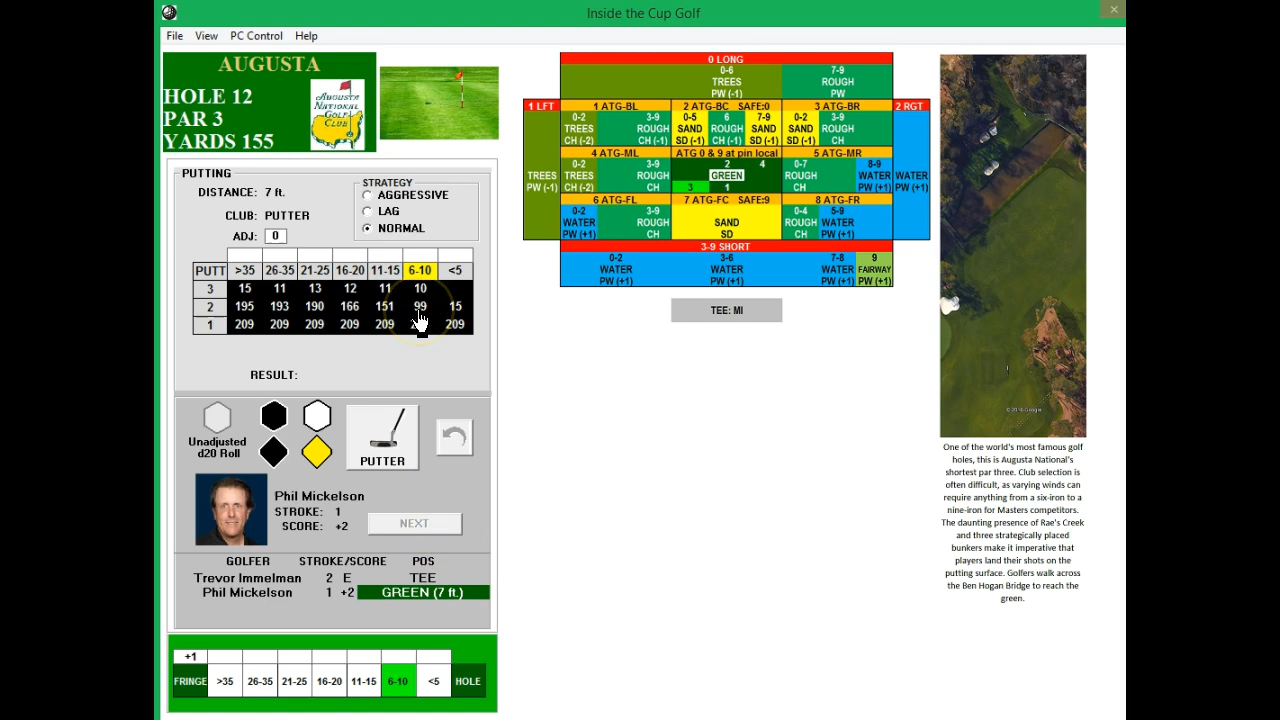 Inside the Cup Golf
File View PC Control Help
AUGUSTA
HOLE 12
PAR 3
YARDS 155
AUGUSTA
NATIONAL
GOLF
CLUB
PUTTING
DISTANCE: 7 ft.
CLUB: PUTTER
ADJ: 0
STRATEGY
AGGRESSIVE
LAG
NORMAL
PUTT >35 26-35 21-25 16-20 11-15 6-10 <5
3 15 11 13 12 11 10
2 195 193 190 166 151 99 15
1 209 209 209 209 209 209
RESULT:
Unadjusted
d20 Roll
PUTTER
Phil Mickelson
STROKE: 1
SCORE: +2
NEXT
GOLFER STROKE/SCORE POS
Trevor Immelman 2 E TEE
Phil Mickelson 1 +2 GREEN (7 ft.)
+1
FRINGE >35 26-35 21-25 16-20 11-15 6-10 <5 HOLE
0 LONG
0-6 7-9
TREES ROUGH
PW (-1) PW
1 LFT 1 ATG-BL 2 ATG-BC SAFE:0 3 ATG-BR 2 RGT
0-2 3-9 0-5 6 7-9 0-2 3-9
TREES ROUGH SAND ROUGH SAND SAND ROUGH
CH (-2) CH (-1) SD (-1) CH (-1) SD (-1) SD (-1) CH
4 ATG-ML ATG 0 & 9 at pin local 5 ATG-MR
0-2 3-9 2 4 0-7 8-9
TREES TREES ROUGH GREEN ROUGH WATER WATER
PW (-1) CH (-2) CH 3 1 CH PW (+1) PW (+1)
6 ATG-FL 7 ATG-FC SAFE:9 8 ATG-FR
0-2 3-9 0-4 5-9
WATER ROUGH SAND ROUGH WATER
PW (+1) CH SD CH PW (+1)
3-9 SHORT
0-2 3-6 7-8 9
WATER WATER WATER FAIRWAY
PW (+1) PW (+1) PW (+1) PW (+1)
TEE: MI
One of the world's most famous golf
holes, this is Augusta National's
shortest par three. Club selection is
often difficult, as varying winds can
require anything from a six-iron to a
nine-iron for Masters competitors.
The daunting presence of Rae's Creek
and three strategically placed
bunkers make it imperative that
players land their shots on the
putting surface. Golfers walk across
the Ben Hogan Bridge to reach the
green.